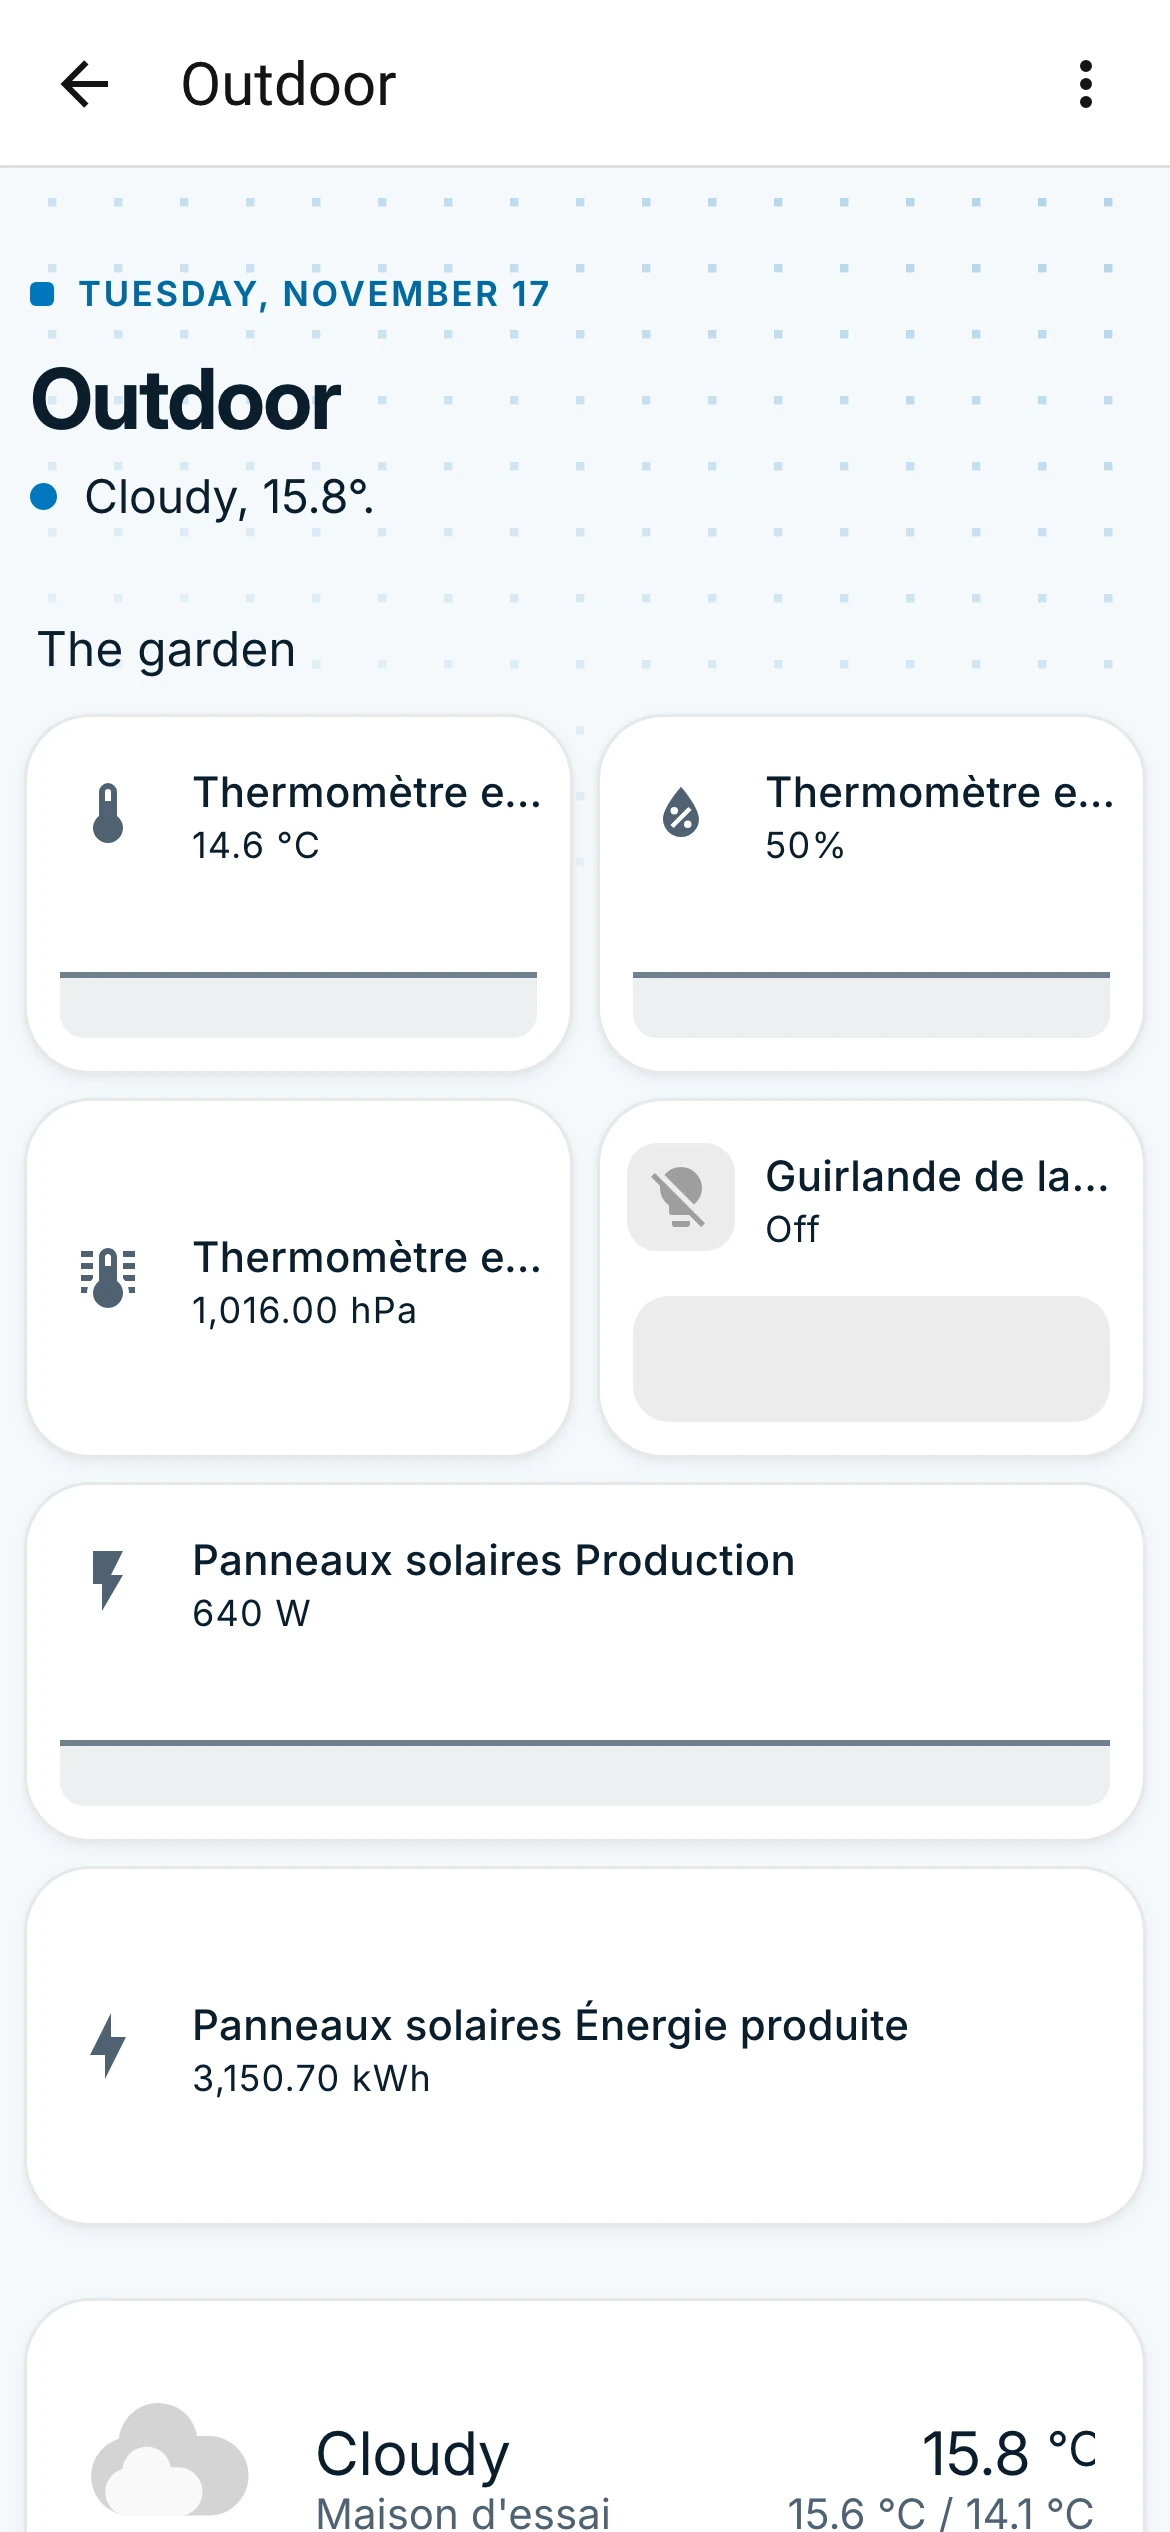 Outdoor
TUESDAY, NOVEMBER 17
Outdoor
Cloudy, 15.8°.
The garden
Thermomètre e...
14.6 °C
Thermomètre e...
50%
Thermomètre e...
1,016.00 hPa
Guirlande de la...
Off
Panneaux solaires Production
640 W
Panneaux solaires Énergie produite
3,150.70 kWh
Cloudy
15.8 °C
Maison d'essai
15.6 °C / 14.1 °C